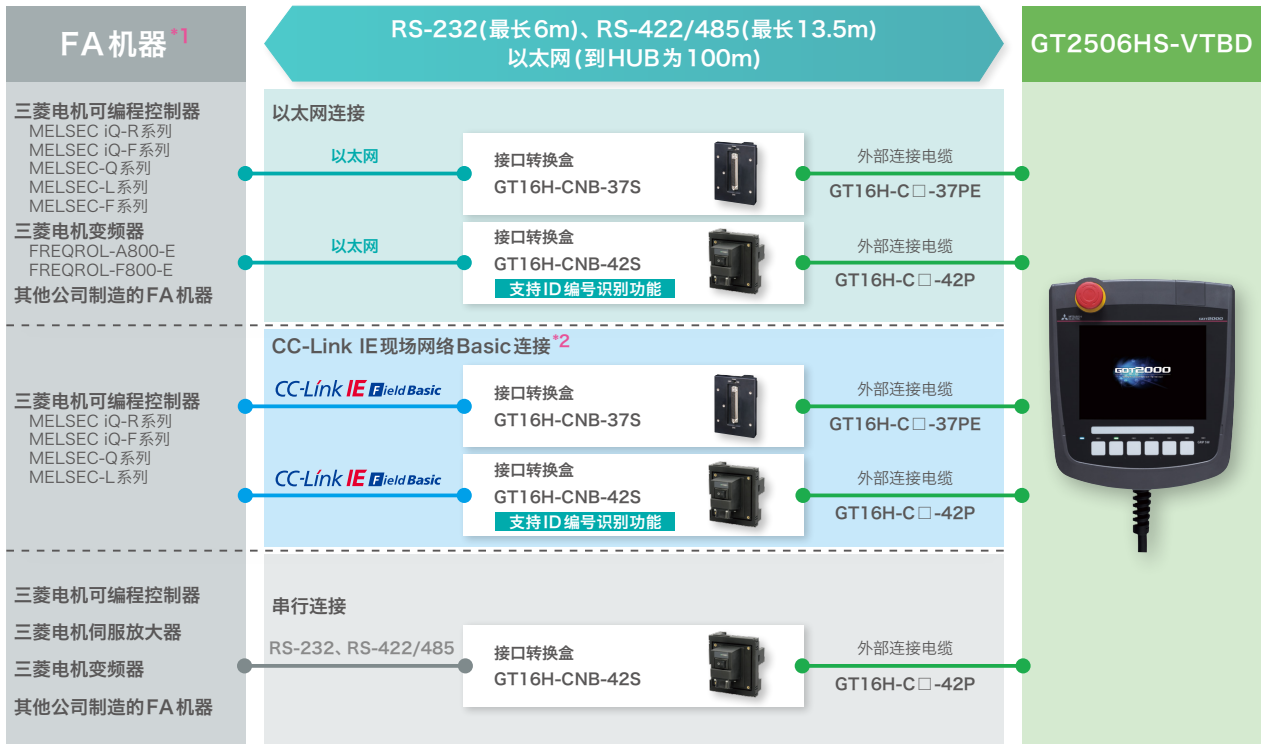 FA机器*1
RS-232(最长6m)、RS-422/485(最长13.5m)
以太网(到HUB为100m)
GT2506HS-VTBD
三菱电机可编程控制器
MELSEC iQ-R系列
MELSEC iQ-F系列
MELSEC-Q系列
MELSEC-L系列
MELSEC-F系列
三菱电机变频器
FREQROL-A800-E
FREQROL-F800-E
其他公司制造的FA机器
以太网连接
以太网
接口转换盒
GT16H-CNB-37S
外部连接电缆
GT16H-C□-37PE
以太网
接口转换盒
GT16H-CNB-42S
支持ID编号识别功能
外部连接电缆
GT16H-C□-42P
三菱电机可编程控制器
MELSEC iQ-R系列
MELSEC iQ-F系列
MELSEC-Q系列
MELSEC-L系列
CC-Link IE现场网络Basic连接*2
CC-Link IE Field Basic
接口转换盒
GT16H-CNB-37S
外部连接电缆
GT16H-C□-37PE
CC-Link IE Field Basic
接口转换盒
GT16H-CNB-42S
支持ID编号识别功能
外部连接电缆
GT16H-C□-42P
三菱电机可编程控制器
三菱电机伺服放大器
三菱电机变频器
其他公司制造的FA机器
串行连接
RS-232、RS-422/485
接口转换盒
GT16H-CNB-42S
外部连接电缆
GT16H-C□-42P
GOT2000
GOT2000